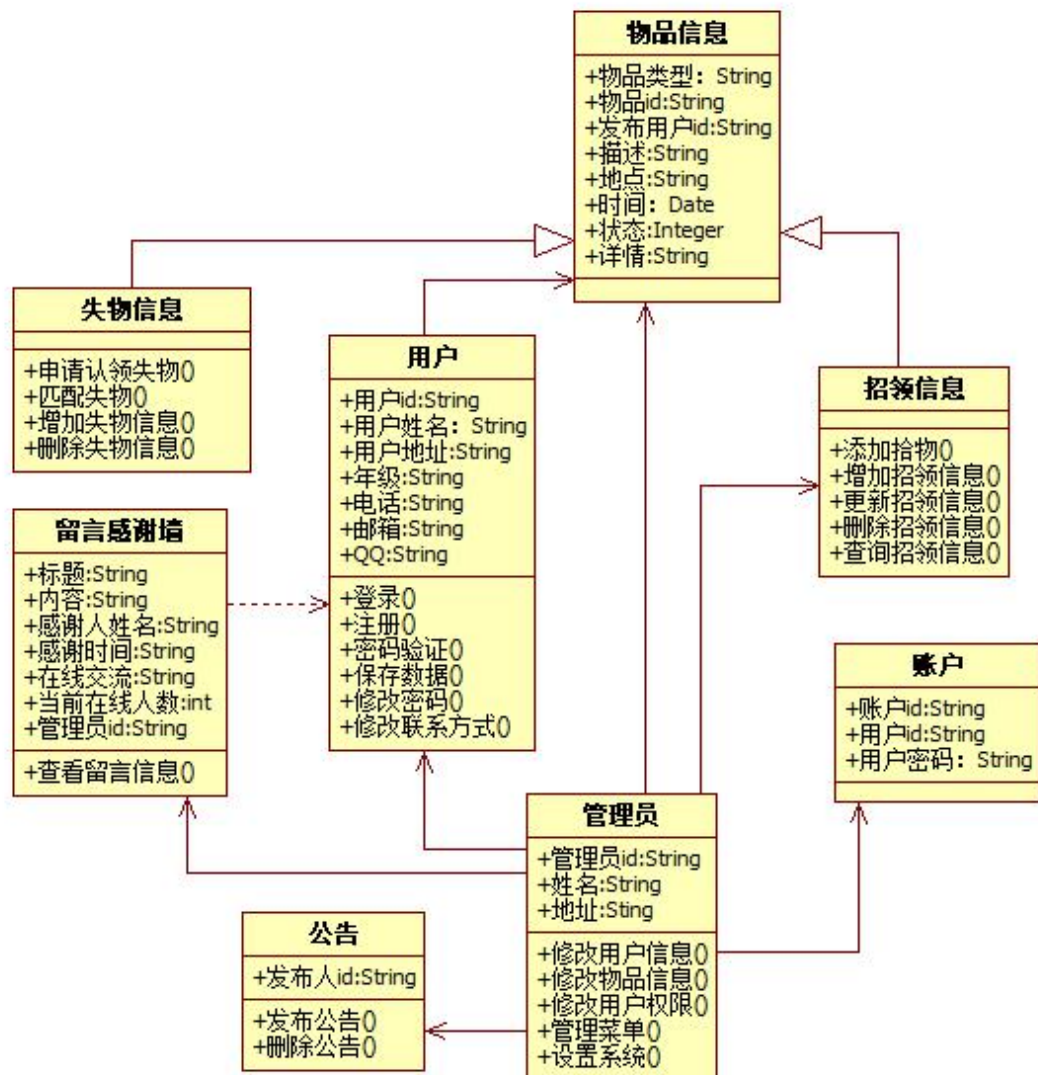 物品信息
+物品类型：String
+物品id:String
+发布用户id:String
+描述:String
+地点:String
+时间：Date
+状态:Integer
+详情:String
失物信息
+申请认领失物()
+匹配失物()
+增加失物信息()
+删除失物信息()
用户
+用户id:String
+用户姓名：String
+用户地址:String
+年级:String
+电话:String
+邮箱:String
+QQ:String
+登录()
+注册()
+密码验证()
+保存数据()
+修改密码()
+修改联系方式()
招领信息
+添加拾物()
+增加招领信息()
+更新招领信息()
+删除招领信息()
+查询招领信息()
留言感谢墙
+标题:String
+内容:String
+感谢人姓名:String
+感谢时间:String
+在线交流:String
+当前在线人数:int
+管理员id:String
+查看留言信息()
账户
+账户id:String
+用户id:String
+用户密码：String
管理员
+管理员id:String
+姓名:String
+地址:Sting
+修改用户信息()
+修改物品信息()
+修改用户权限()
+管理菜单()
+设置系统()
公告
+发布人id:String
+发布公告()
+删除公告()